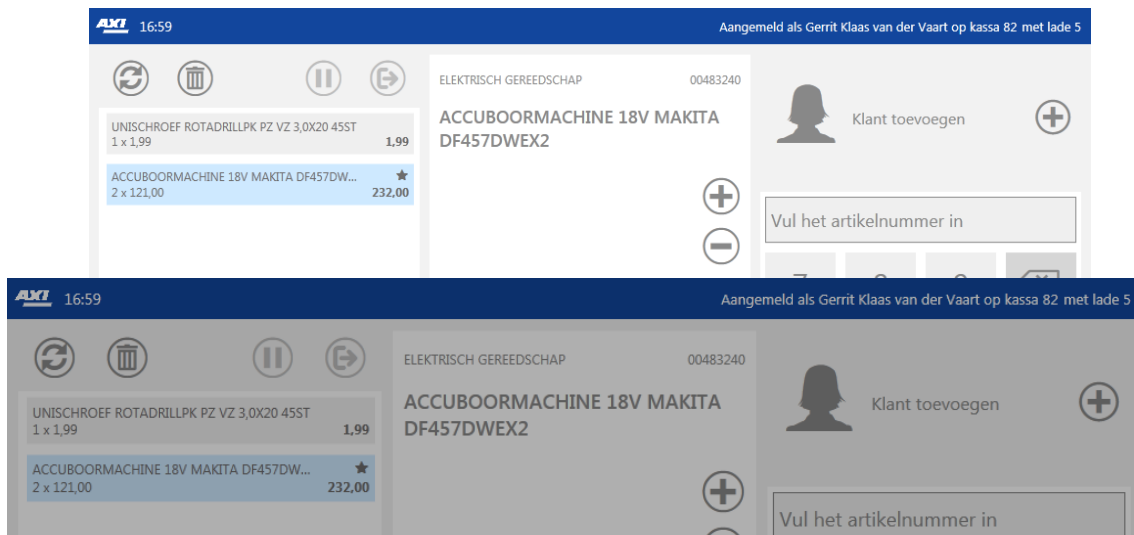 AXI 16:59
Aangemeld als Gerrit Klaas van der Vaart op kassa 82 met lade 5
UNISCHROEF ROTADRILLPK PZ VZ 3,0X20 45ST
1 x 1,99 1,99
ACCUBOORMACHINE 18V MAKITA DF457DW...
2 x 121,00 232,00
ELEKTRISCH GEREEDSCHAP 00483240
ACCUBOORMACHINE 18V MAKITA
DF457DWEX2
Klant toevoegen
Vul het artikelnummer in
AXI 16:59
Aangemeld als Gerrit Klaas van der Vaart op kassa 82 met lade 5
UNISCHROEF ROTADRILLPK PZ VZ 3,0X20 45ST
1 x 1,99 1,99
ACCUBOORMACHINE 18V MAKITA DF457DW...
2 x 121,00 232,00
ELEKTRISCH GEREEDSCHAP 00483240
ACCUBOORMACHINE 18V MAKITA
DF457DWEX2
Klant toevoegen
Vul het artikelnummer in